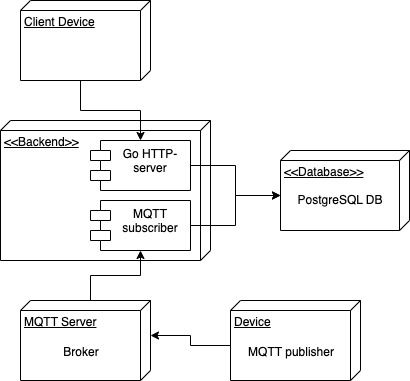 Client Device
<<Backend>>
Go HTTP-
server
MQTT
subscriber
<<Database>>
PostgreSQL DB
MQTT Server
Broker
Device
MQTT publisher